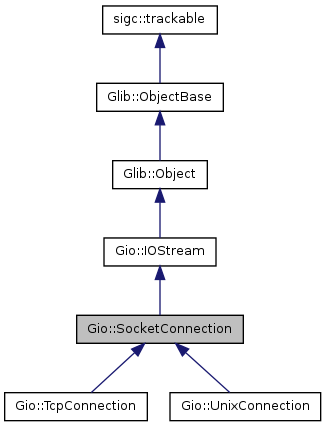 sigc::trackable
Glib::ObjectBase
Glib::Object
Gio::IOStream
Gio::SocketConnection
Gio::TcpConnection
Gio::UnixConnection